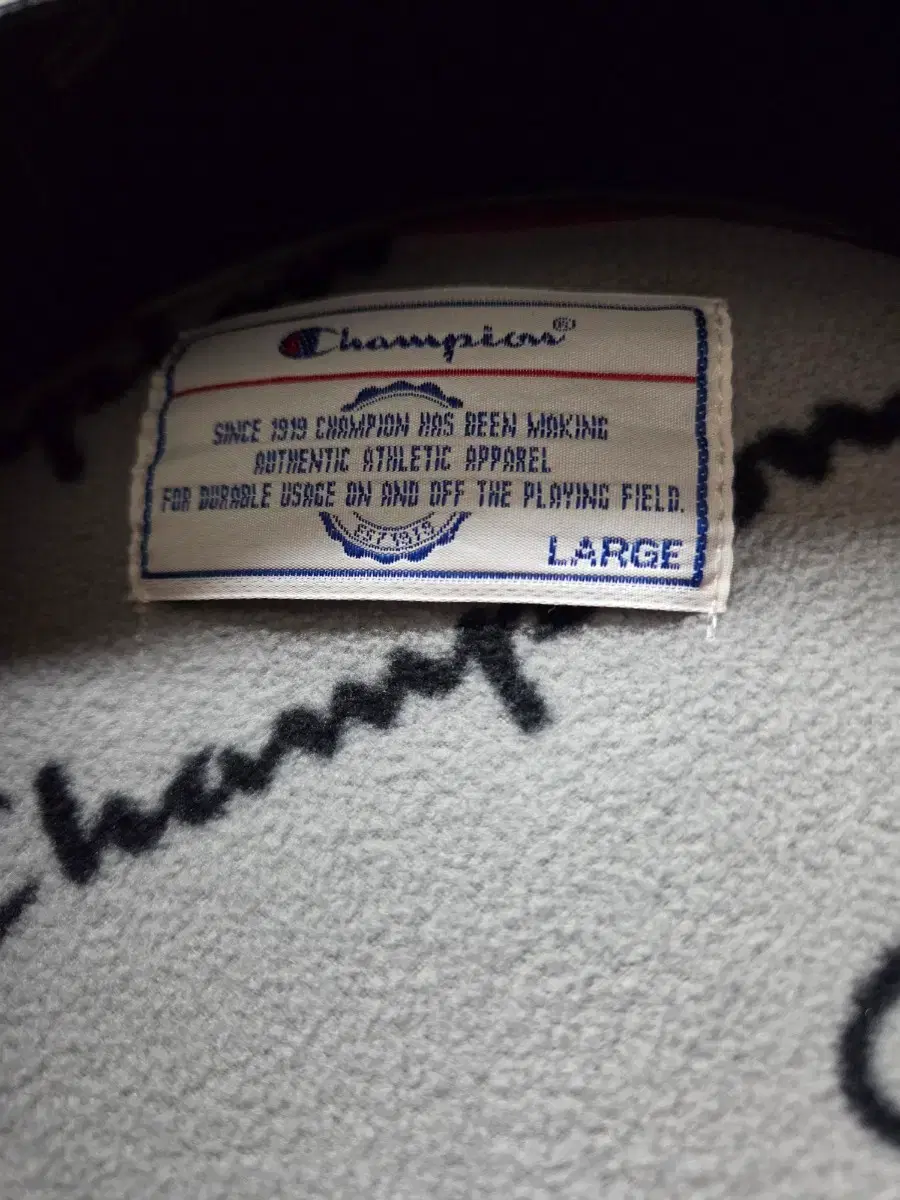 Champion®
SINCE 1919 CHAMPION HAS BEEN MAKING
AUTHENTIC ATHLETIC APPAREL
FOR DURABLE USAGE ON AND OFF THE PLAYING FIELD.
EST 1919
LARGE
Champ